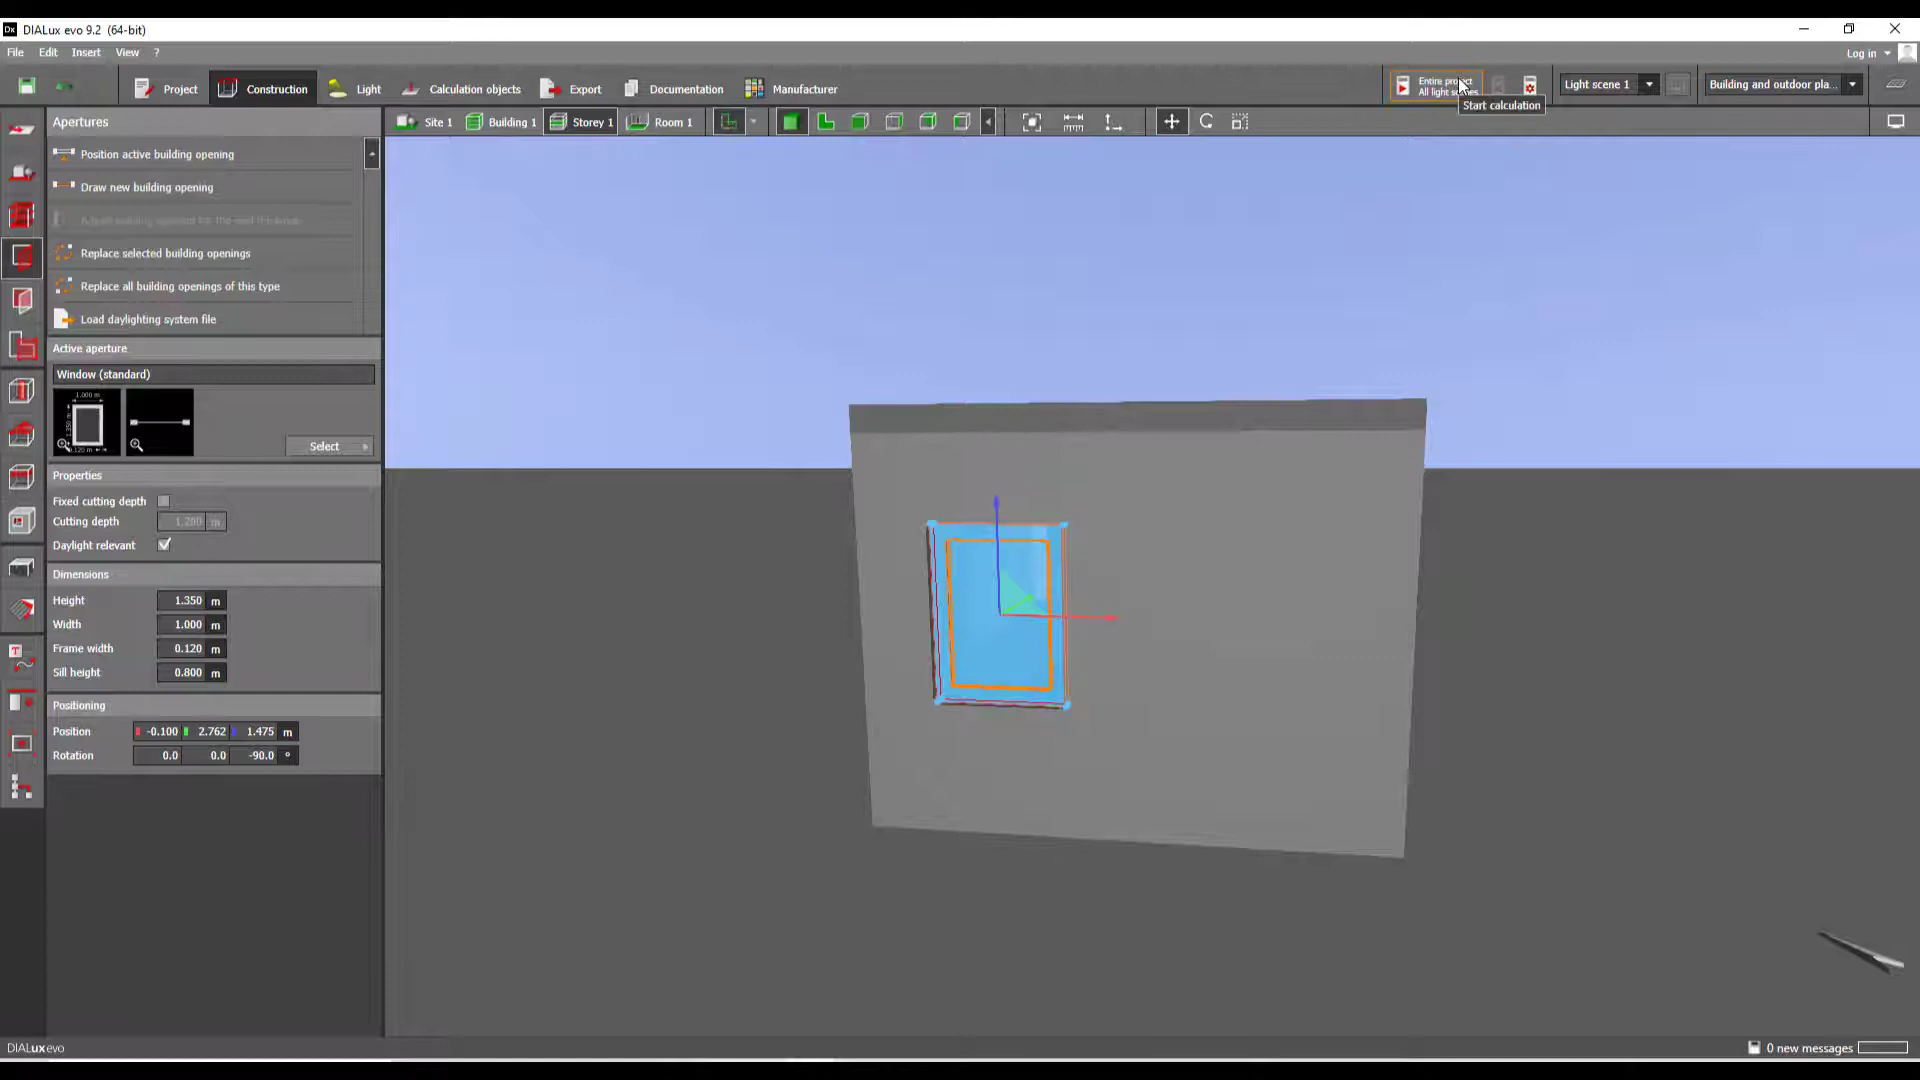 DIALux evo 9.2 (64-bit)
File Edit Insert View ?
Log in
Project Construction Light Calculation objects Export Documentation Manufacturer
Entire project
All light scenes
Light scene 1
Building and outdoor pla...
Start calculation
Apertures
Site 1 Building 1 Storey 1 Room 1
Position active building opening
Draw new building opening
Replace selected building openings
Replace all building openings of this type
Load daylighting system file
Active aperture
Window (standard)
1.000 m
Select
Properties
Fixed cutting depth
Cutting depth 1.200 m
Daylight relevant
Dimensions
Height 1.350 m
Width 1.000 m
Frame width 0.120 m
Sill height 0.800 m
Positioning
Position -0.100 2.762 1.475 m
Rotation 0.0 0.0 -90.0 °
DIALux evo
0 new messages